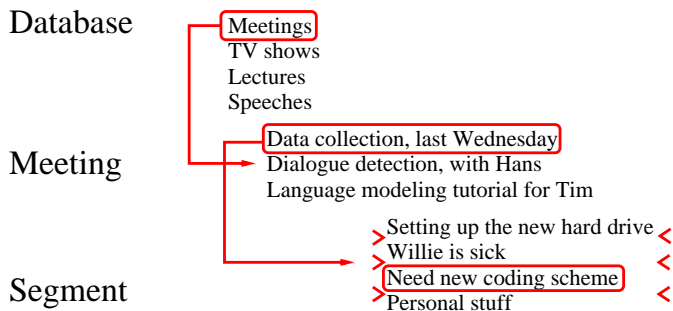 Database
Meetings
TV shows
Lectures
Speeches
Meeting
Data collection, last Wednesday
Dialogue detection, with Hans
Language modeling tutorial for Tim
Segment
Setting up the new hard drive
Willie is sick
Need new coding scheme
Personal stuff